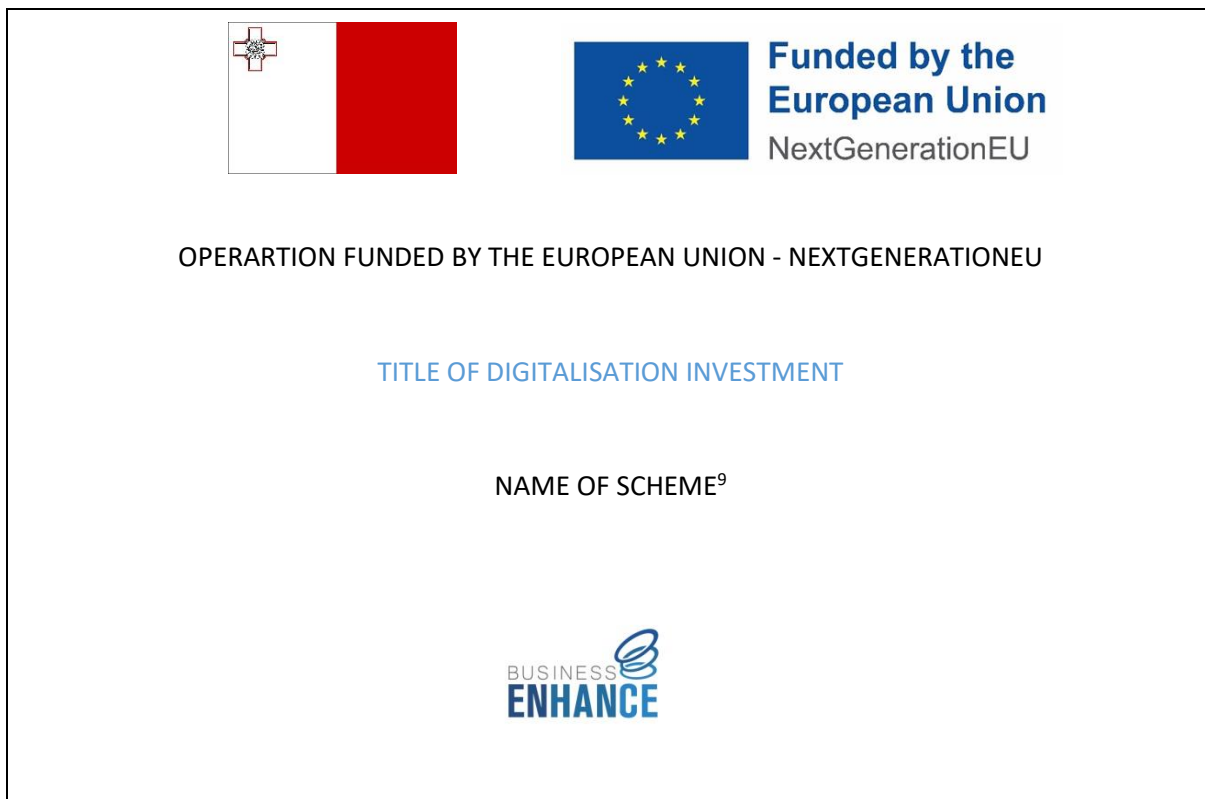 Funded by the
European Union
NextGenerationEU
OPERARTION FUNDED BY THE EUROPEAN UNION - NEXTGENERATIONEU
TITLE OF DIGITALISATION INVESTMENT
NAME OF SCHEME⁹
BUSINESS
ENHANCE